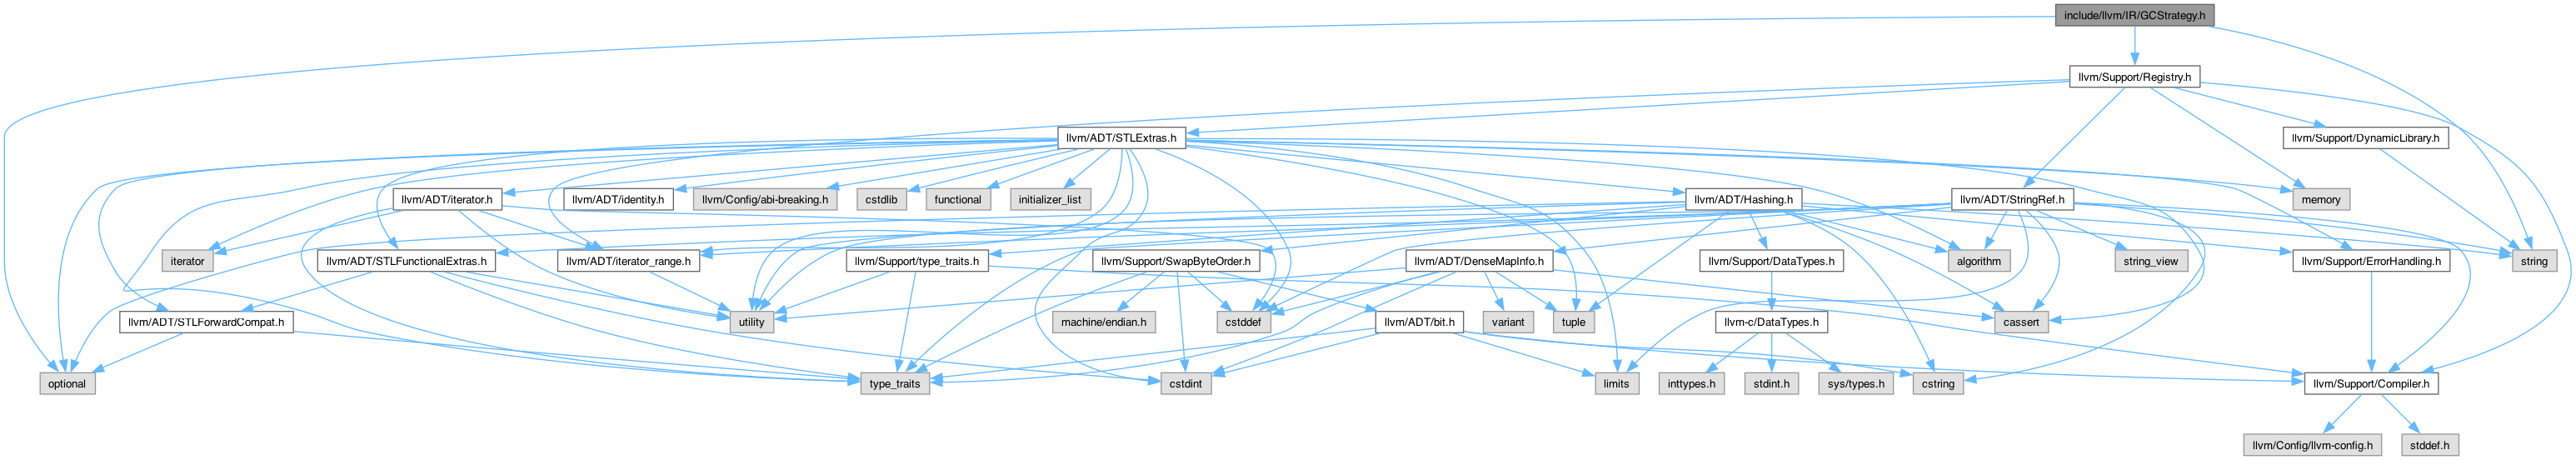 include/llvm/IR/GCStrategy.h
llvm/Support/Registry.h
llvm/ADT/STLExtras.h
llvm/Support/DynamicLibrary.h
llvm/ADT/iterator.h
llvm/ADT/identity.h
llvm/Config/abi-breaking.h
cstdlib
functional
initializer_list
llvm/ADT/Hashing.h
llvm/ADT/StringRef.h
memory
iterator
llvm/ADT/STLFunctionalExtras.h
llvm/ADT/iterator_range.h
llvm/Support/type_traits.h
llvm/Support/SwapByteOrder.h
llvm/ADT/DenseMapInfo.h
llvm/Support/DataTypes.h
algorithm
string_view
llvm/Support/ErrorHandling.h
string
llvm/ADT/STLForwardCompat.h
utility
machine/endian.h
cstddef
llvm/ADT/bit.h
variant
tuple
llvm-c/DataTypes.h
cassert
optional
type_traits
cstdint
limits
inttypes.h
stdint.h
sys/types.h
cstring
llvm/Support/Compiler.h
llvm/Config/llvm-config.h
stddef.h